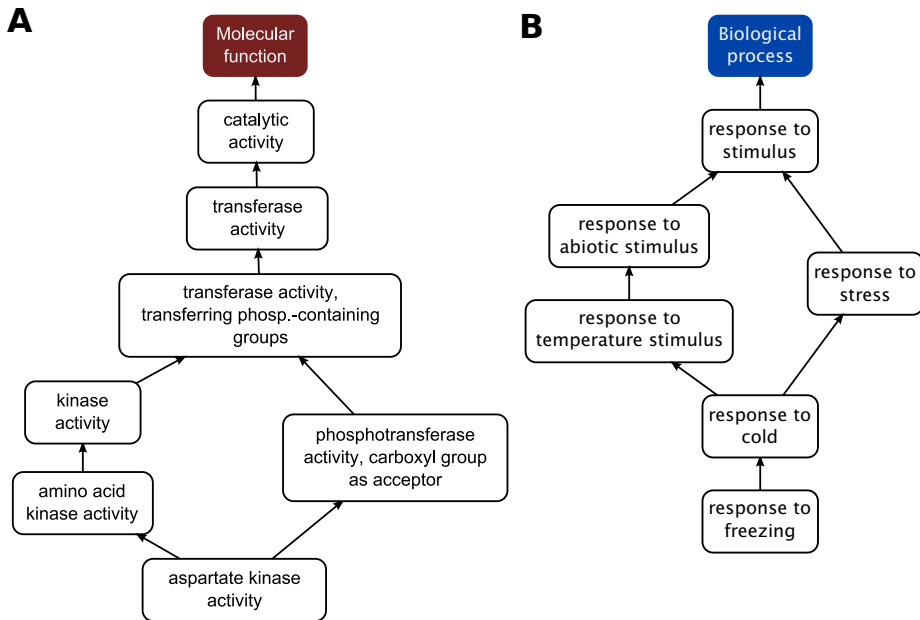 A
Molecular
function
catalytic
activity
transferase
activity
transferase activity,
transferring phosp.-containing
groups
kinase
activity
phosphotransferase
activity, carboxyl group
as acceptor
amino acid
kinase activity
aspartate kinase
activity
B
Biological
process
response to
stimulus
response to
abiotic stimulus
response to
stress
response to
temperature stimulus
response to
cold
response to
freezing